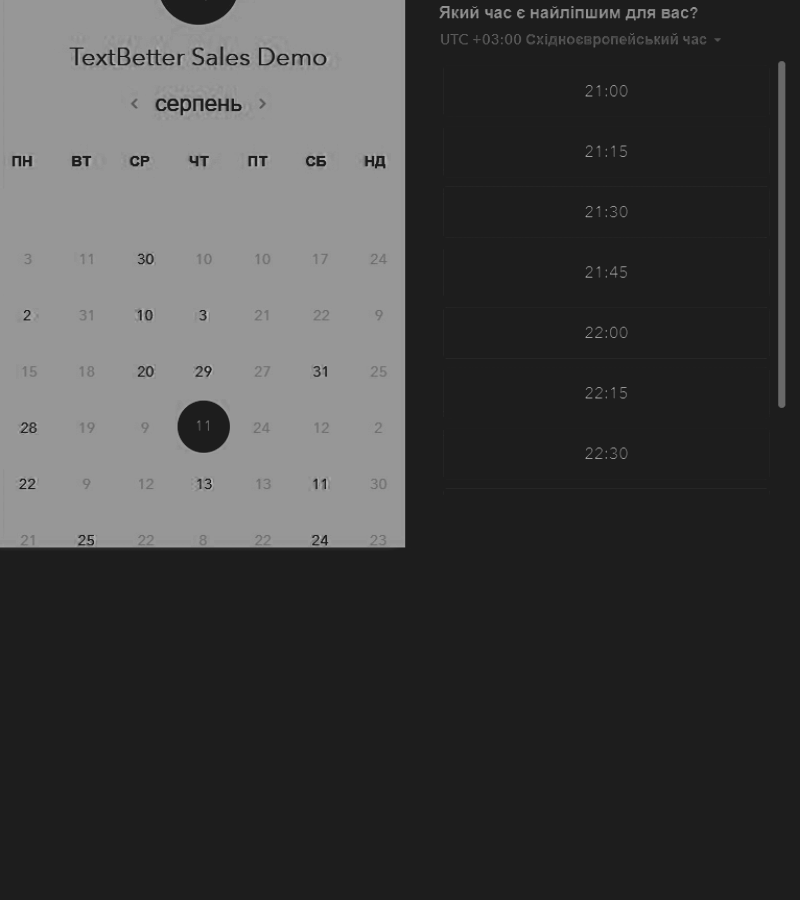 TextBetter Sales Demo
серпень
ПН ВТ СР ЧТ ПТ СБ НД
3 11 30 10 10 17 24
2 31 10 3 21 22 9
15 18 20 29 27 31 25
28 19 9 11 24 12 2
22 9 12 13 13 11 30
21 25 22 8 22 24 23
Який час є найліпшим для вас?
UTC +03:00 Східноєвропейський час
21:00
21:15
21:30
21:45
22:00
22:15
22:30